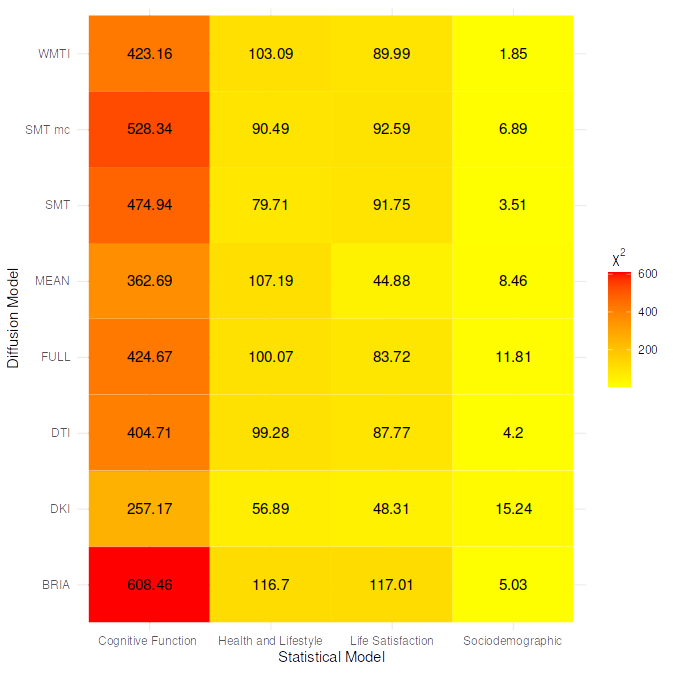 WMTI 423.16 103.09 89.99 1.85
SMT mc 528.34 90.49 92.59 6.89
SMT 474.94 79.71 91.75 3.51
MEAN 362.69 107.19 44.88 8.46
FULL 424.67 100.07 83.72 11.81
DTI 404.71 99.28 87.77 4.2
DKI 257.17 56.89 48.31 15.24
BRIA 608.46 116.7 117.01 5.03
Cognitive Function Health and Lifestyle Life Satisfaction Sociodemographic
Statistical Model
Diffusion Model
χ²
600
400
200